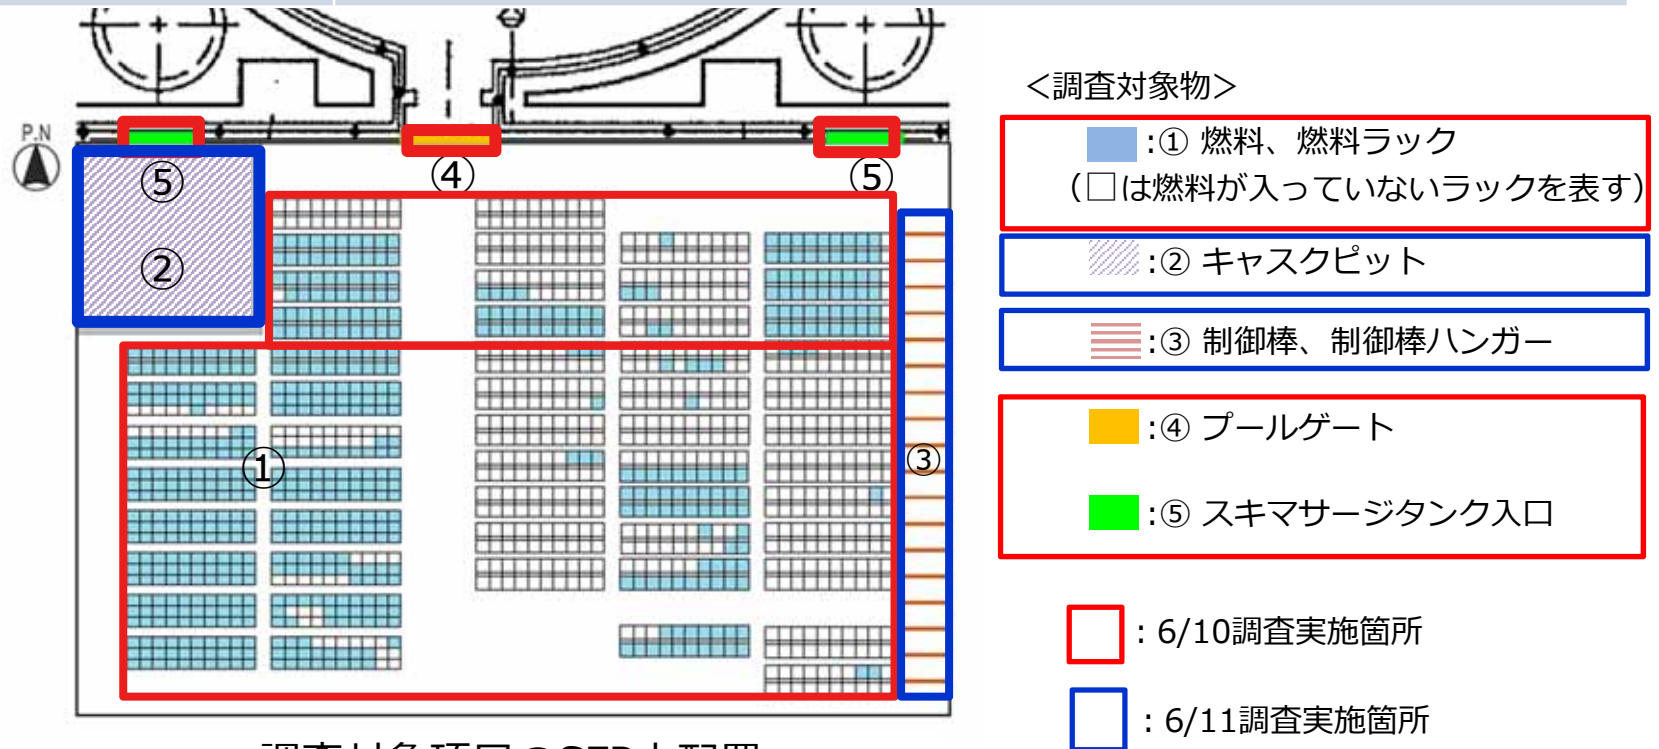 P.N
⑤
④
⑤
②
①
③
＜調査対象物＞
:① 燃料、燃料ラック
（□は燃料が入っていないラックを表す）
:② キャスクピット
:③ 制御棒、制御棒ハンガー
:④ プールゲート
:⑤ スキマサージタンク入口
: 6/10調査実施箇所
: 6/11調査実施箇所